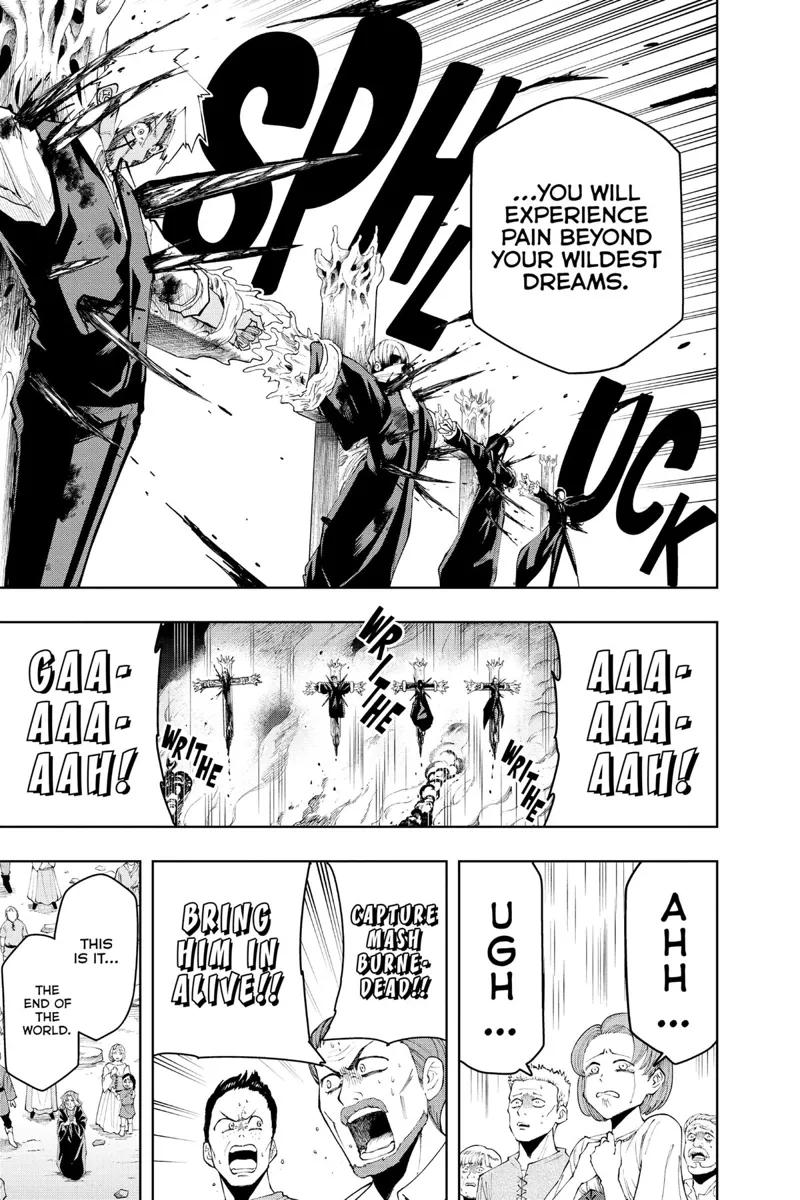 ...YOU WILL
EXPERIENCE
PAIN BEYOND
YOUR WILDEST
DREAMS.
SPHLUCK
AAA-
AAA-
AAH!
WRITHE
WRITHE
WRITHE
GAA-
AAA-
AAH!
AHH
...
UGH
...
CAPTURE
MASH
BURNE-
DEAD!!
BRING
HIM IN
ALIVE!!
THIS
IS IT...
THE
END OF
THE
WORLD.